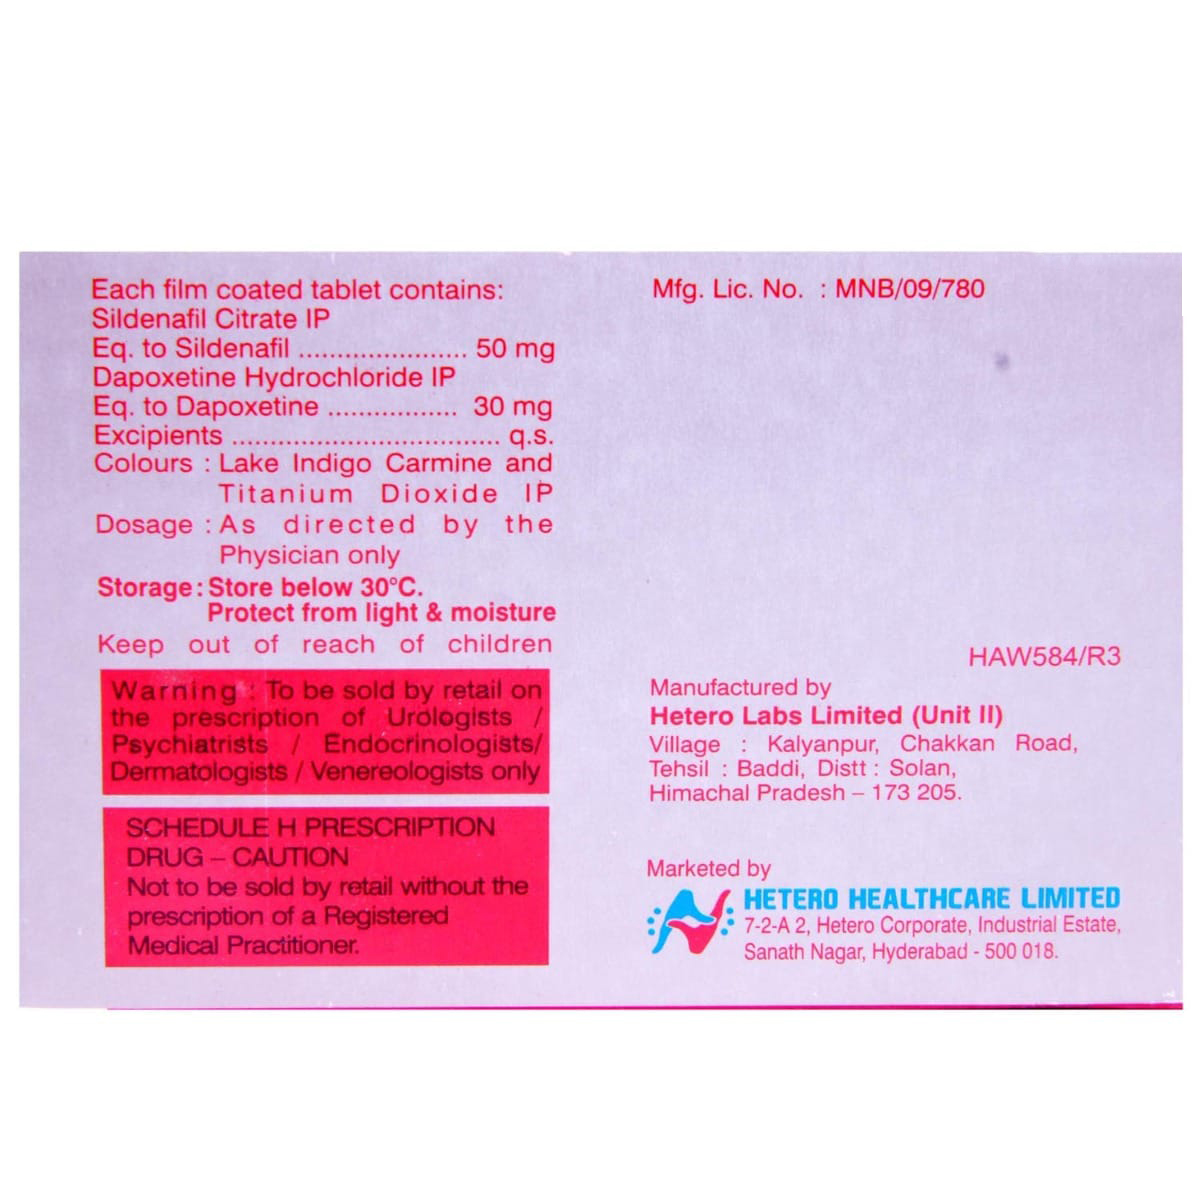 Each film coated tablet contains:
Sildenafil Citrate IP
Eq. to Sildenafil ...................... 50 mg
Dapoxetine Hydrochloride IP
Eq. to Dapoxetine ................. 30 mg
Excipients ................................... q.s.
Colours : Lake Indigo Carmine and
Titanium Dioxide IP
Dosage : As directed by the
Physician only
Storage : Store below 30°C.
Protect from light & moisture
Keep out of reach of children
Warning : To be sold by retail on
the prescription of Urologists /
Psychiatrists / Endocrinologists/
Dermatologists / Venereologists only
SCHEDULE H PRESCRIPTION
DRUG – CAUTION
Not to be sold by retail without the
prescription of a Registered
Medical Practitioner.
Mfg. Lic. No. : MNB/09/780
HAW584/R3
Manufactured by
Hetero Labs Limited (Unit II)
Village : Kalyanpur, Chakkan Road,
Tehsil : Baddi, Distt : Solan,
Himachal Pradesh – 173 205.
Marketed by
HETERO HEALTHCARE LIMITED
7-2-A 2, Hetero Corporate, Industrial Estate,
Sanath Nagar, Hyderabad - 500 018.